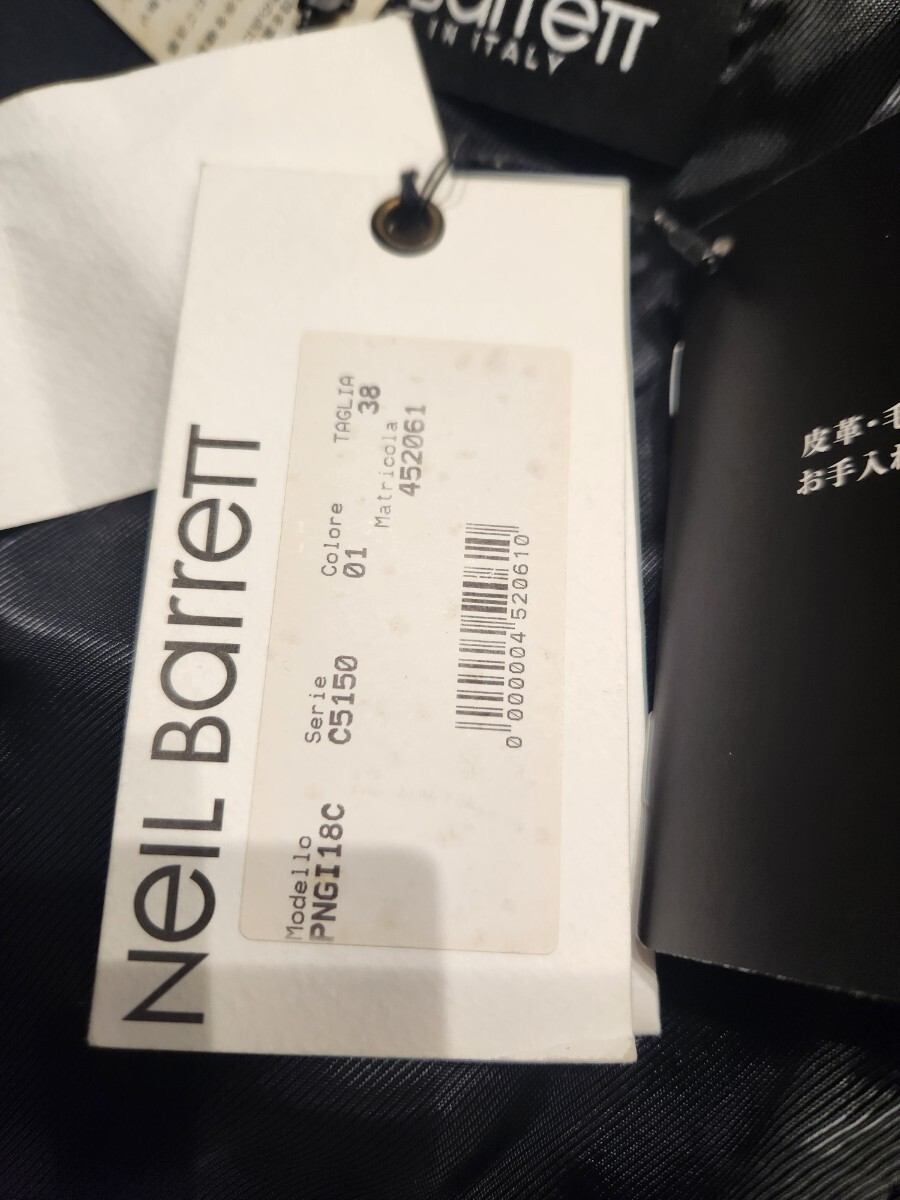 Barrett
IN ITALY
NEIL BARRETT
Modello Serie Colore TAGLIA
PNGI18C C5150 01 38
Matricola
452061
0 000004 520610
皮革・毛
お手入れ